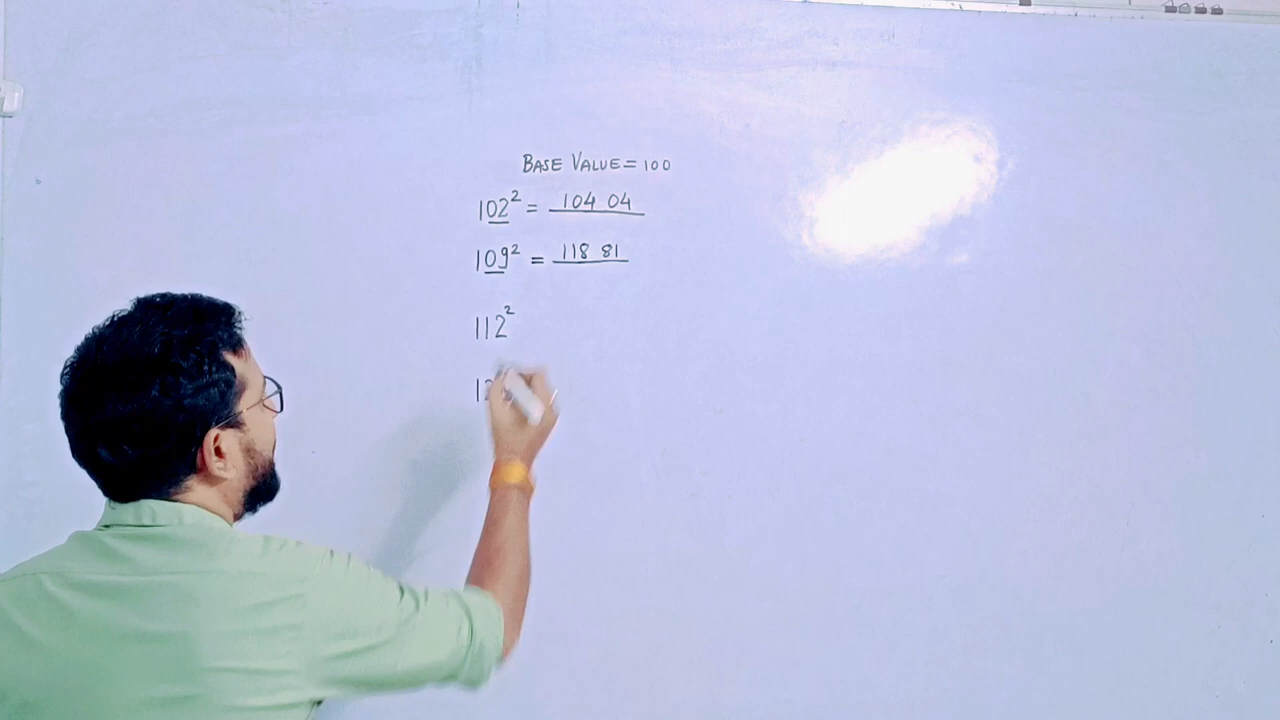 BASE VALUE = 100
102² = 104 04
109² = 118 81
112²